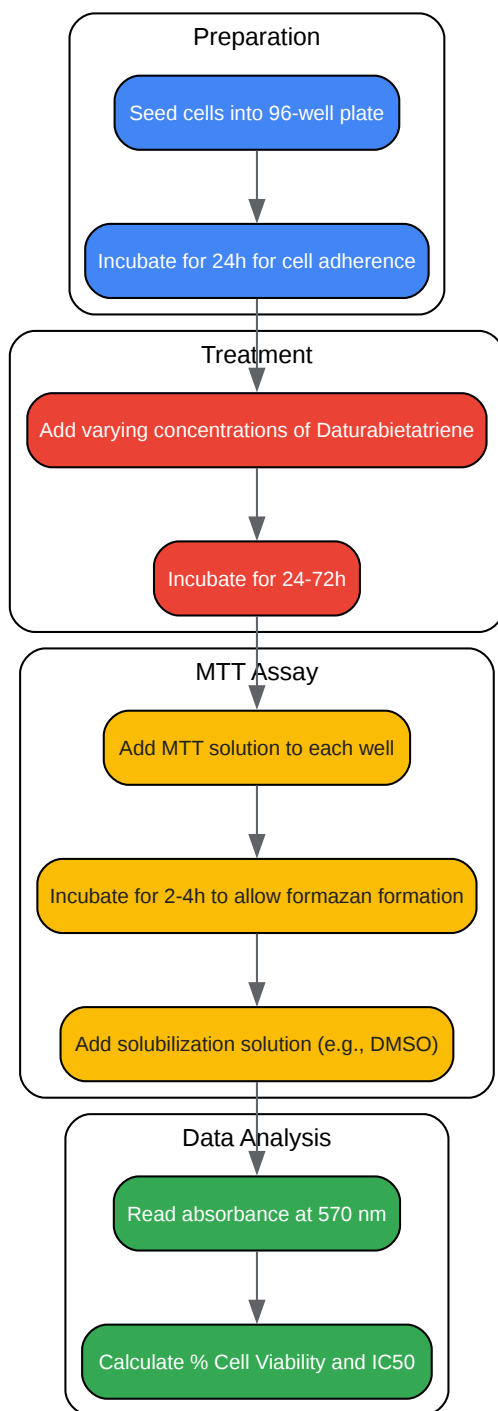 Preparation
Seed cells into 96-well plate
Incubate for 24h for cell adherence
Treatment
Add varying concentrations of Daturabietatriene
Incubate for 24-72h
MTT Assay
Add MTT solution to each well
Incubate for 2-4h to allow formazan formation
Add solubilization solution (e.g., DMSO)
Data Analysis
Read absorbance at 570 nm
Calculate % Cell Viability and IC50